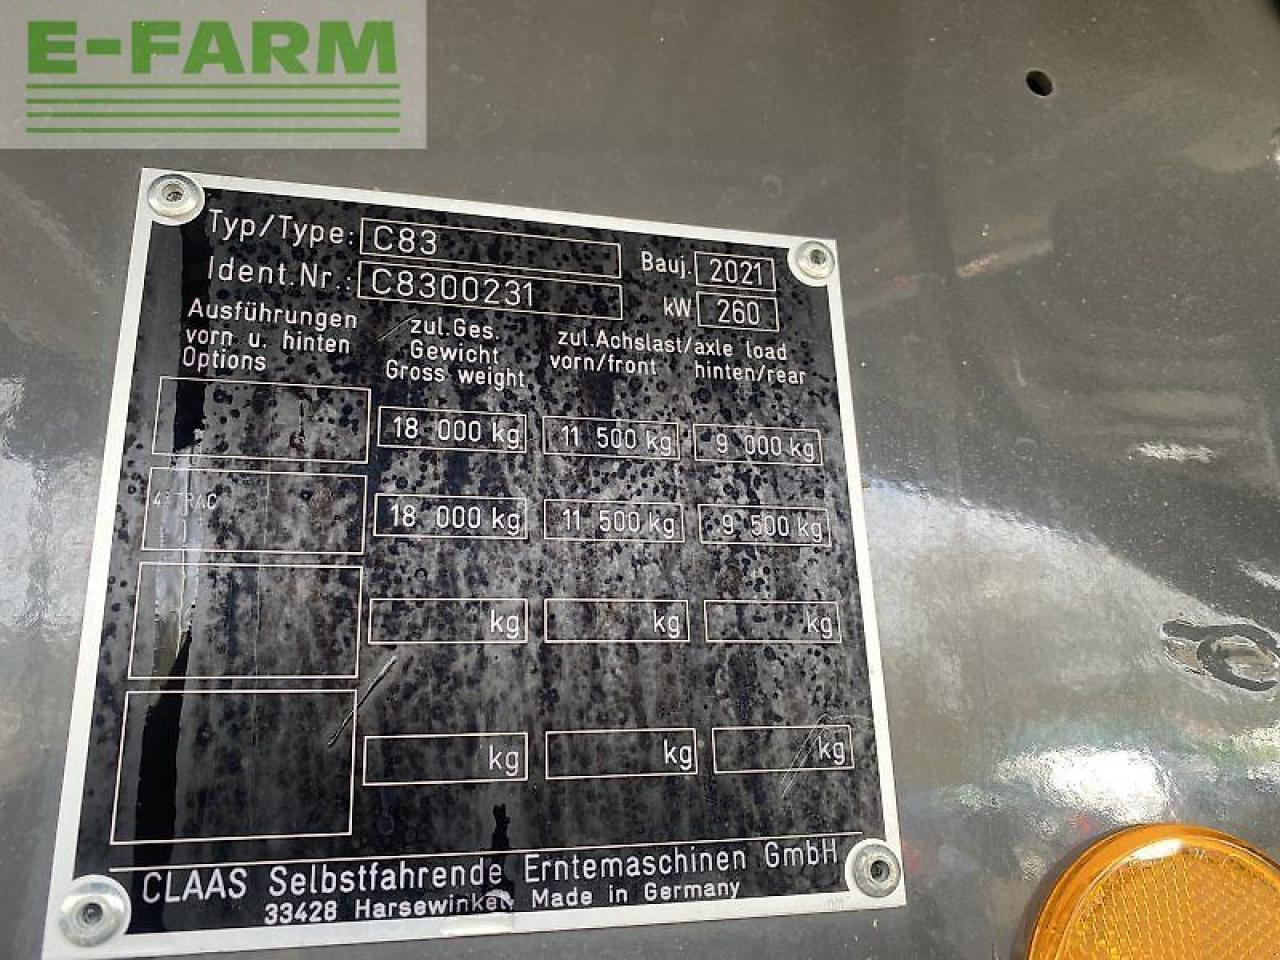 E-FARM
Typ/Type: C83
Ident.Nr.: C8300231
Bauj. 2021
kW 260
Ausführungen
vorn u. hinten
Options
zul.Ges.
Gewicht
Gross weight
zul.Achslast/axle load
vorn/front hinten/rear
18 000 kg 11 500 kg 9 000 kg
18 000 kg 11 500 kg 9 500 kg
kg kg kg
kg kg kg
CLAAS Selbstfahrende Erntemaschinen GmbH
33428 Harsewinkel, Made in Germany